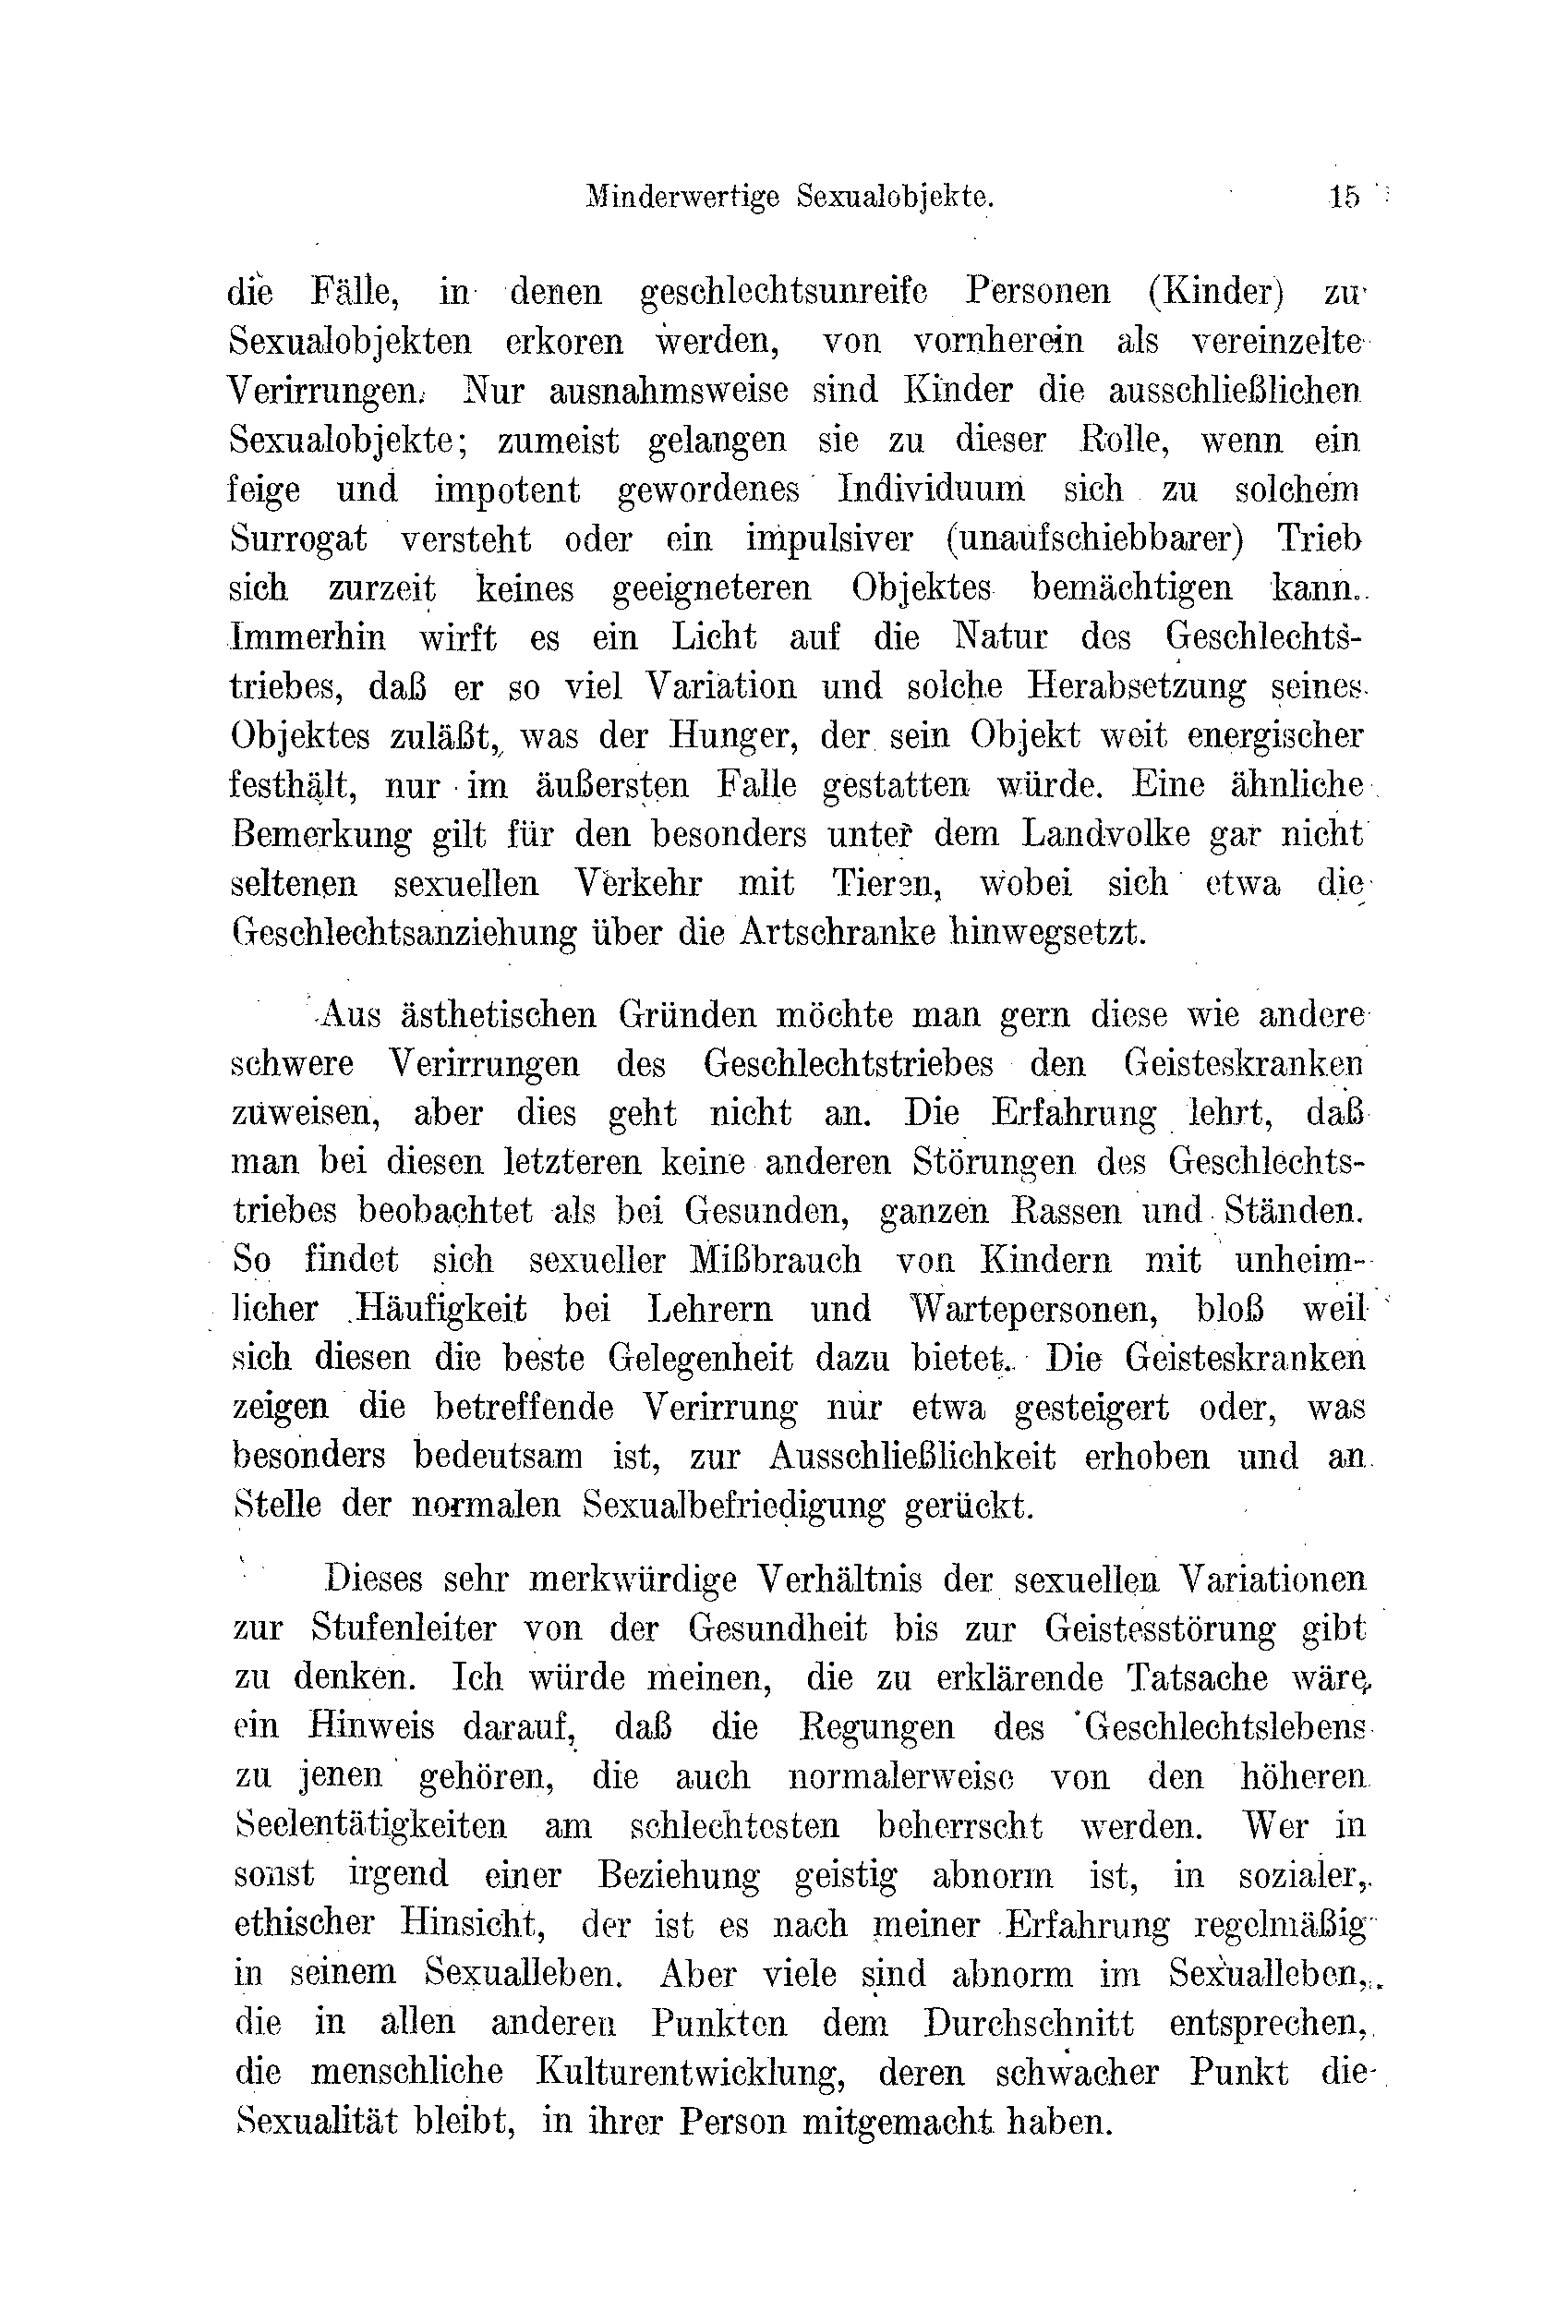 Minderwertige Sexualobjekte. 15
die Fälle, in denen geschlechtsunreife Personen (Kinder) zu
Sexualobjekten erkoren werden, von vornherein als vereinzelte
Verirrungen. Nur ausnahmsweise sind Kinder die ausschließlichen
Sexualobjekte; zumeist gelangen sie zu dieser Rolle, wenn ein
feige und impotent gewordenes Individuum sich zu solchem
Surrogat versteht oder ein impulsiver (unaufschiebbarer) Trieb
sich zurzeit keines geeigneteren Objektes bemächtigen kann.
Immerhin wirft es ein Licht auf die Natur des Geschlechts-
triebes, daß er so viel Variation und solche Herabsetzung seines
Objektes zuläßt, was der Hunger, der sein Objekt weit energischer
festhält, nur im äußersten Falle gestatten würde. Eine ähnliche
Bemerkung gilt für den besonders unter dem Landvolke gar nicht
seltenen sexuellen Verkehr mit Tieren, wobei sich etwa die
Geschlechtsanziehung über die Artschranke hinwegsetzt.
Aus ästhetischen Gründen möchte man gern diese wie andere
schwere Verirrungen des Geschlechtstriebes den Geisteskranken
zuweisen, aber dies geht nicht an. Die Erfahrung lehrt, daß
man bei diesen letzteren keine anderen Störungen des Geschlechts-
triebes beobachtet als bei Gesunden, ganzen Rassen und Ständen.
So findet sich sexueller Mißbrauch von Kindern mit unheim-
licher Häufigkeit bei Lehrern und Wartepersonen, bloß weil
sich diesen die beste Gelegenheit dazu bietet. Die Geisteskranken
zeigen die betreffende Verirrung nur etwa gesteigert oder, was
besonders bedeutsam ist, zur Ausschließlichkeit erhoben und an
Stelle der normalen Sexualbefriedigung gerückt.
Dieses sehr merkwürdige Verhältnis der sexuellen Variationen
zur Stufenleiter von der Gesundheit bis zur Geistesstörung gibt
zu denken. Ich würde meinen, die zu erklärende Tatsache wäre
ein Hinweis darauf, daß die Regungen des Geschlechtslebens
zu jenen gehören, die auch normalerweise von den höheren
Seelentätigkeiten am schlechtesten beherrscht werden. Wer in
sonst irgend einer Beziehung geistig abnorm ist, in sozialer,
ethischer Hinsicht, der ist es nach meiner Erfahrung regelmäßig
in seinem Sexualleben. Aber viele sind abnorm im Sexualleben,
die in allen anderen Punkten dem Durchschnitt entsprechen,
die menschliche Kulturentwicklung, deren schwacher Punkt die
Sexualität bleibt, in ihrer Person mitgemacht haben.